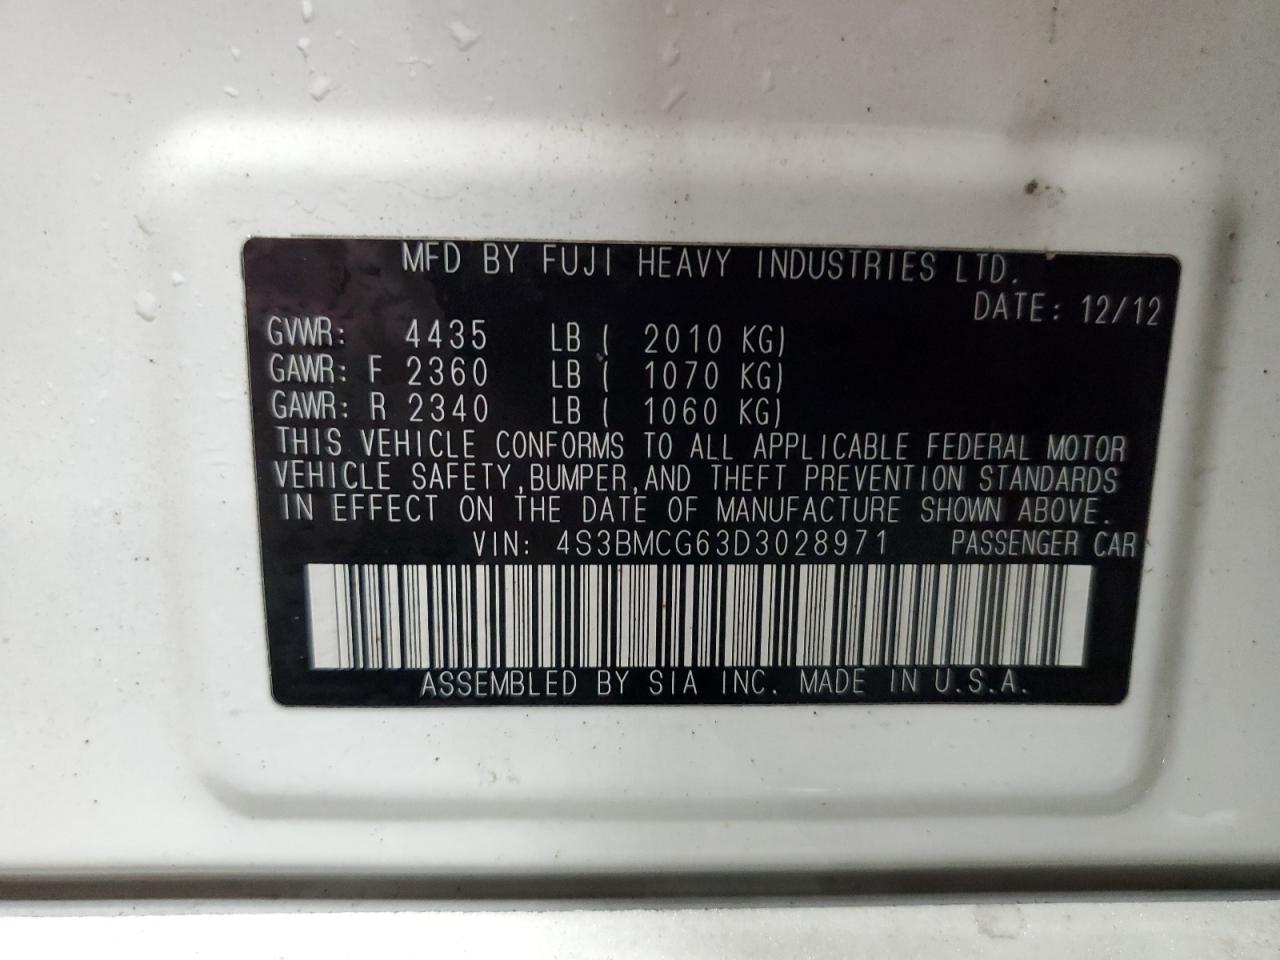 MFD BY FUJI HEAVY INDUSTRIES LTD.
DATE: 12/12
GVWR: 4435 LB ( 2010 KG)
GAWR: F 2360 LB ( 1070 KG)
GAWR: R 2340 LB ( 1060 KG)
THIS VEHICLE CONFORMS TO ALL APPLICABLE FEDERAL MOTOR
VEHICLE SAFETY, BUMPER, AND THEFT PREVENTION STANDARDS
IN EFFECT ON THE DATE OF MANUFACTURE SHOWN ABOVE.
VIN: 4S3BMCG63D3028971 PASSENGER CAR
ASSEMBLED BY SIA INC. MADE IN U.S.A.